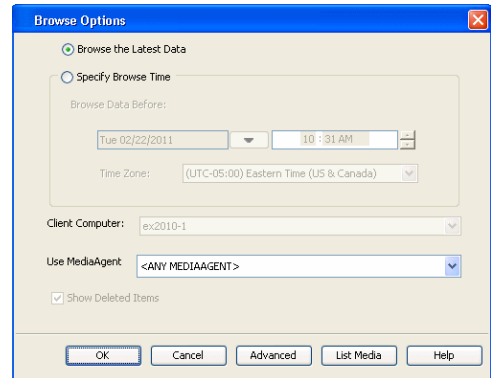 Browse Options
Browse the Latest Data
Specify Browse Time
Browse Data Before:
Tue 02/22/2011 10 : 31 AM
Time Zone: (UTC-05:00) Eastern Time (US & Canada)
Client Computer: ex2010-1
Use MediaAgent <ANY MEDIAAGENT>
Show Deleted Items
OK Cancel Advanced List Media Help